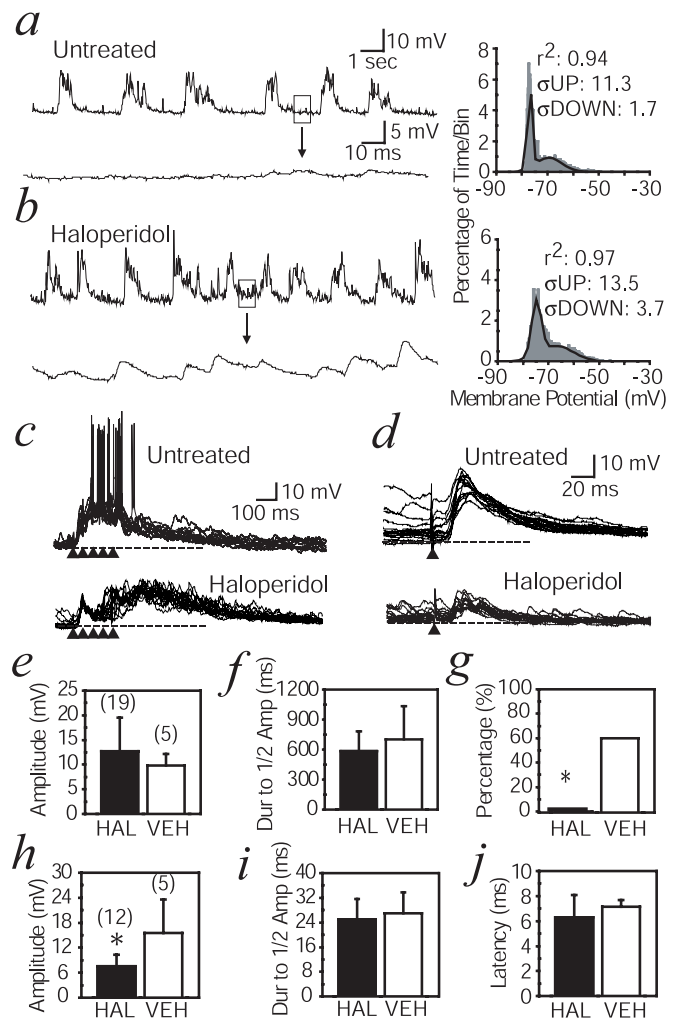 a
Untreated
10 mV
1 sec
5 mV
10 ms
8
6
4
2
0
r²: 0.94
σUP: 11.3
σDOWN: 1.7
-90 -70 -50 -30
Percentage of Time/Bin
b
Haloperidol
6
4
2
0
r²: 0.97
σUP: 13.5
σDOWN: 3.7
-90 -70 -50 -30
Membrane Potential (mV)
c
Untreated
10 mV
100 ms
Haloperidol
d
Untreated
10 mV
20 ms
Haloperidol
e
Amplitude (mV)
25
20
15
10
5
0
(19)
(5)
HAL VEH
f
Dur to 1/2 Amp (ms)
1200
900
600
300
0
HAL VEH
g
Percentage (%)
100
80
60
40
20
0
*
HAL VEH
h
Amplitude (mV)
30
24
18
12
6
0
(12)
*
(5)
HAL VEH
i
Dur to 1/2 Amp (ms)
40
32
24
16
8
0
HAL VEH
j
Latency (ms)
10
8
6
4
2
0
HAL VEH